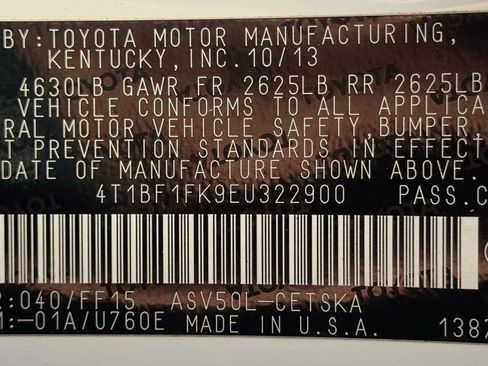 BY: TOYOTA MOTOR MANUFACTURING,
KENTUCKY, INC. 10/13
4630LB GAWR FR 2625LB RR 2625LB
VEHICLE CONFORMS TO ALL APPLICA
RAL MOTOR VEHICLE SAFETY, BUMPER,
T PREVENTION STANDARDS IN EFFECT
DATE OF MANUFACTURE SHOWN ABOVE.
4T1BF1FK9EU322900 PASS.C
R:040/FF15 ASV50L-CETSKA
M:-01A/U760E MADE IN U.S.A. 1387